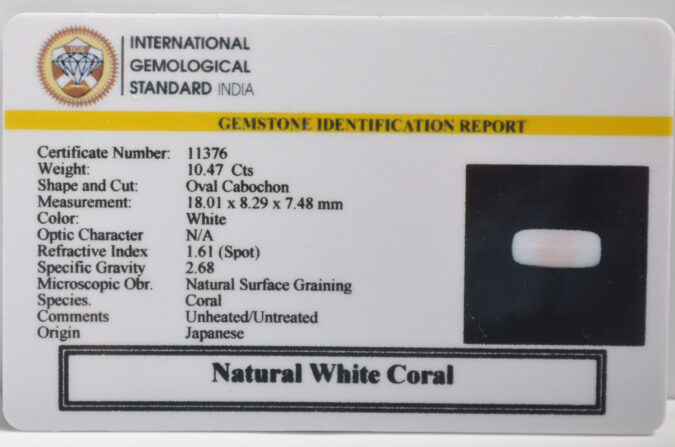 IGS
INTERNATIONAL
GEMOLOGICAL
STANDARD INDIA
GEMSTONE IDENTIFICATION REPORT
Certificate Number: 11376
Weight: 10.47 Cts
Shape and Cut: Oval Cabochon
Measurement: 18.01 x 8.29 x 7.48 mm
Color: White
Optic Character N/A
Refractive Index 1.61 (Spot)
Specific Gravity 2.68
Microscopic Obr. Natural Surface Graining
Species. Coral
Comments Unheated/Untreated
Origin Japanese
Natural White Coral